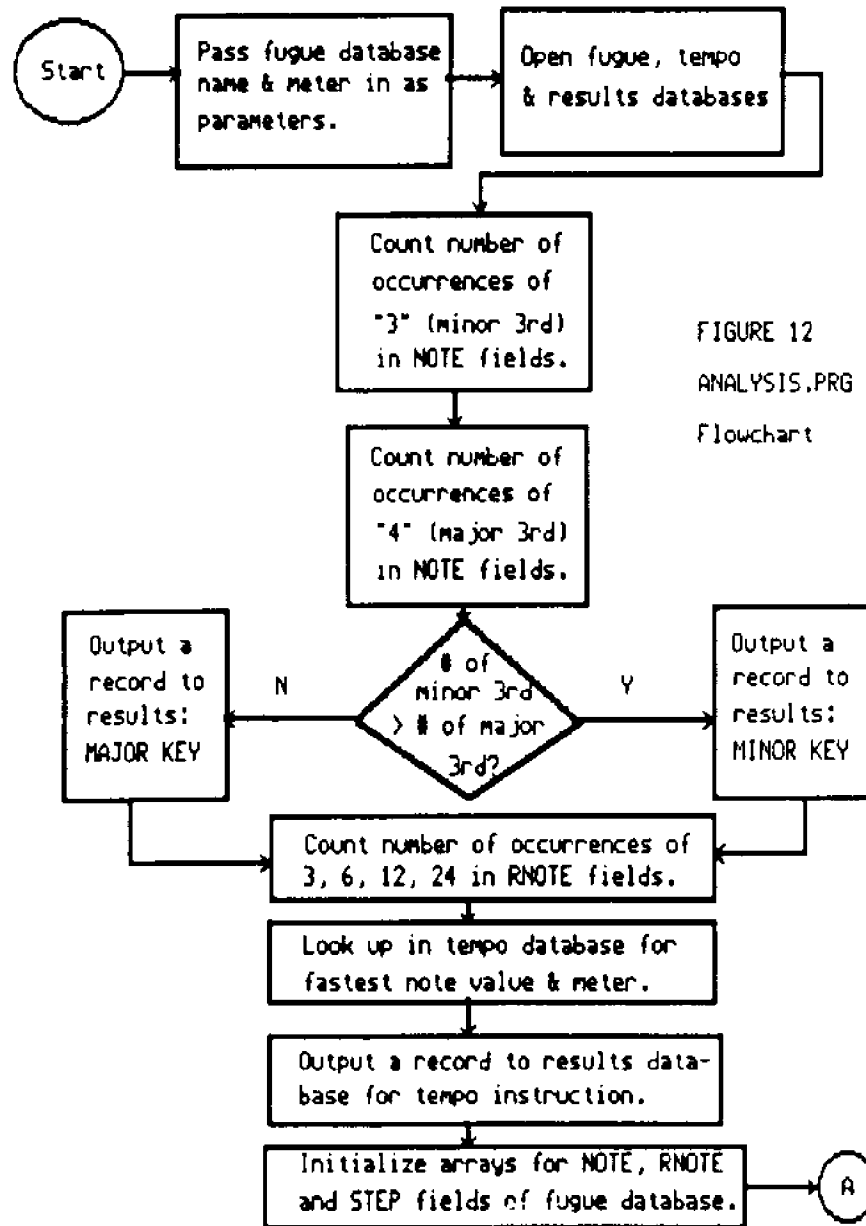 Start
Pass fugue database
name & meter in as
parameters.
Open fugue, tempo
& results databases
Count number of
occurrences of
"3" (minor 3rd)
in NOTE fields.
FIGURE 12
ANALYSIS.PRG
Flowchart
Count number of
occurrences of
"4" (major 3rd)
in NOTE fields.
Output a
record to
results:
MAJOR KEY
N
# of
minor 3rd
> # of major
3rd?
Y
Output a
record to
results:
MINOR KEY
Count number of occurrences of
3, 6, 12, 24 in RNOTE fields.
Look up in tempo database for
fastest note value & meter.
Output a record to results data-
base for tempo instruction.
Initialize arrays for NOTE, RNOTE
and STEP fields of fugue database.
A